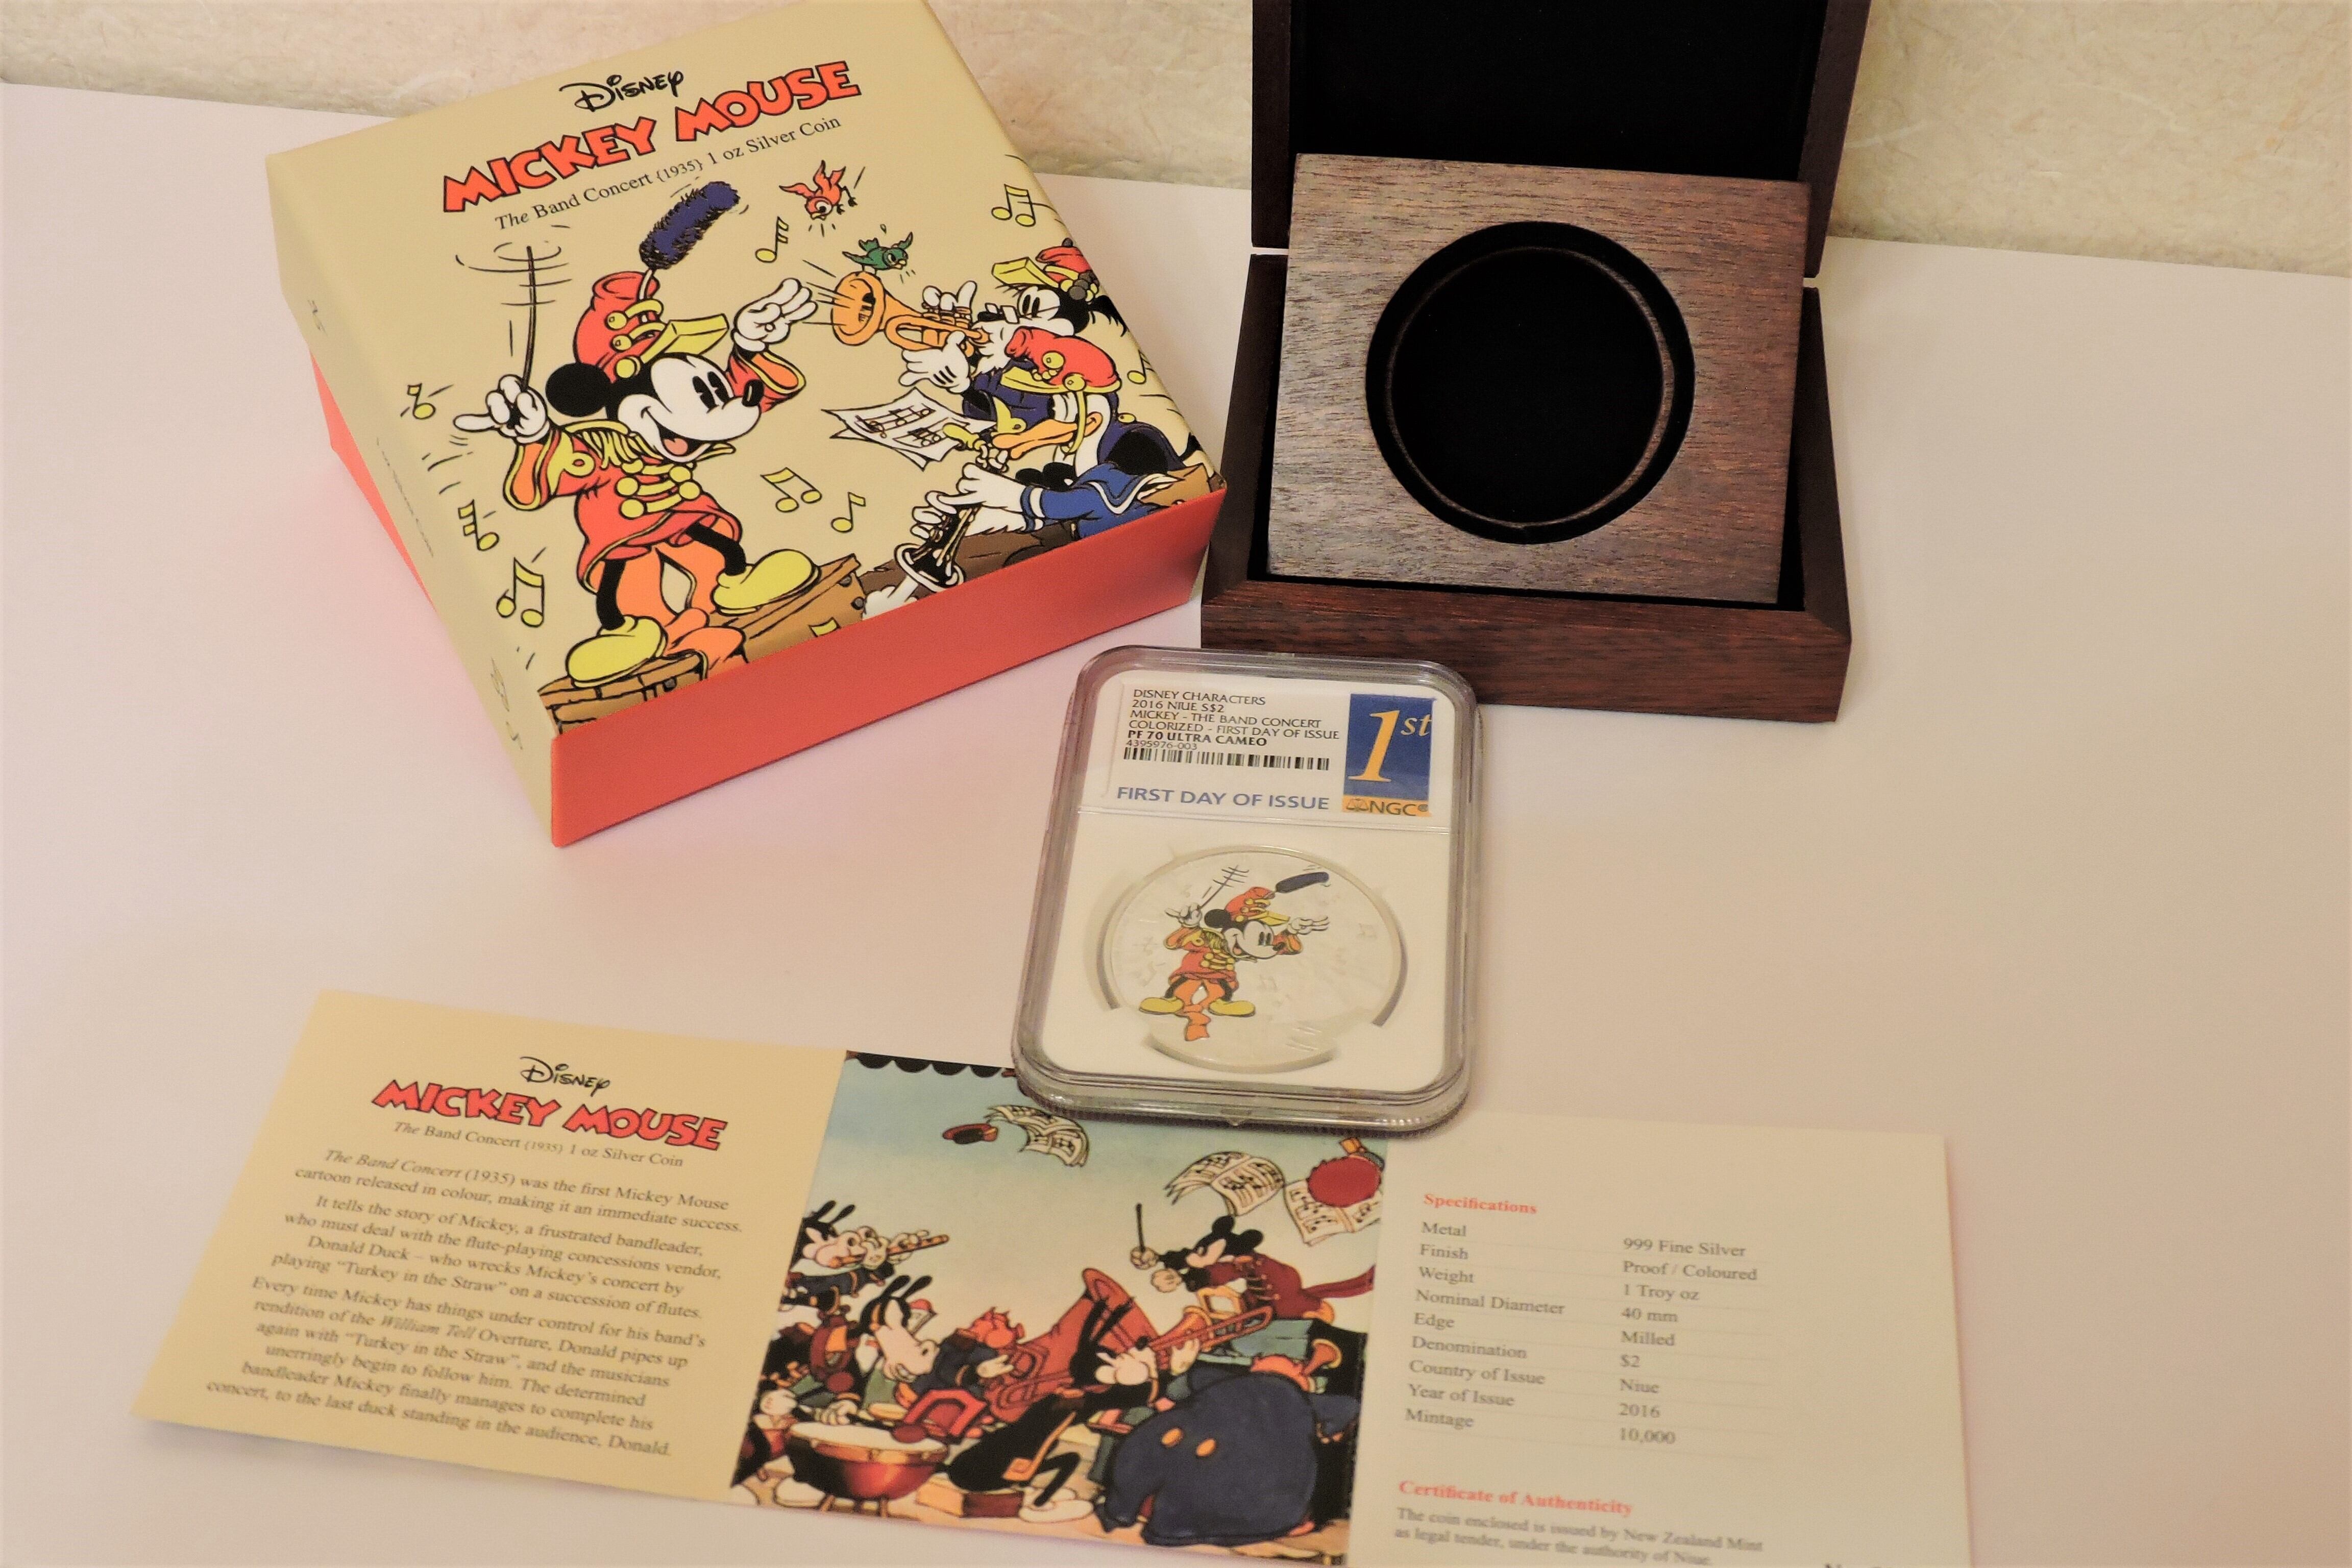 Disney
MICKEY MOUSE
The Band Concert {1935} 1 oz Silver Coin
DISNEY CHARACTERS
2016 NIUE S$2
MICKEY - THE BAND CONCERT
COLORIZED - FIRST DAY OF ISSUE
PF 70 ULTRA CAMEO
4395976-003
FIRST DAY OF ISSUE
1st
NGC
Disney
MICKEY MOUSE
The Band Concert (1935) 1 oz Silver Coin
The Band Concert (1935) was the first Mickey Mouse
cartoon released in colour, making it an immediate success.
It tells the story of Mickey, a frustrated bandleader,
who must deal with the flute-playing concessions vendor,
Donald Duck – who wrecks Mickey's concert by
playing "Turkey in the Straw" on a succession of flutes.
Every time Mickey has things under control for his band's
rendition of the William Tell Overture, Donald pipes up
again with "Turkey in the Straw", and the musicians
unerringly begin to follow him. The determined
bandleader Mickey finally manages to complete his
concert, to the last duck standing in the audience, Donald.
Specifications
Metal 999 Fine Silver
Finish Proof / Coloured
Weight 1 Troy oz
Nominal Diameter 40 mm
Edge Milled
Denomination $2
Country of Issue Niue
Year of Issue 2016
Mintage 10,000
Certificate of Authenticity
The coin enclosed is issued by New Zealand Mint
as legal tender, under the authority of Niue.